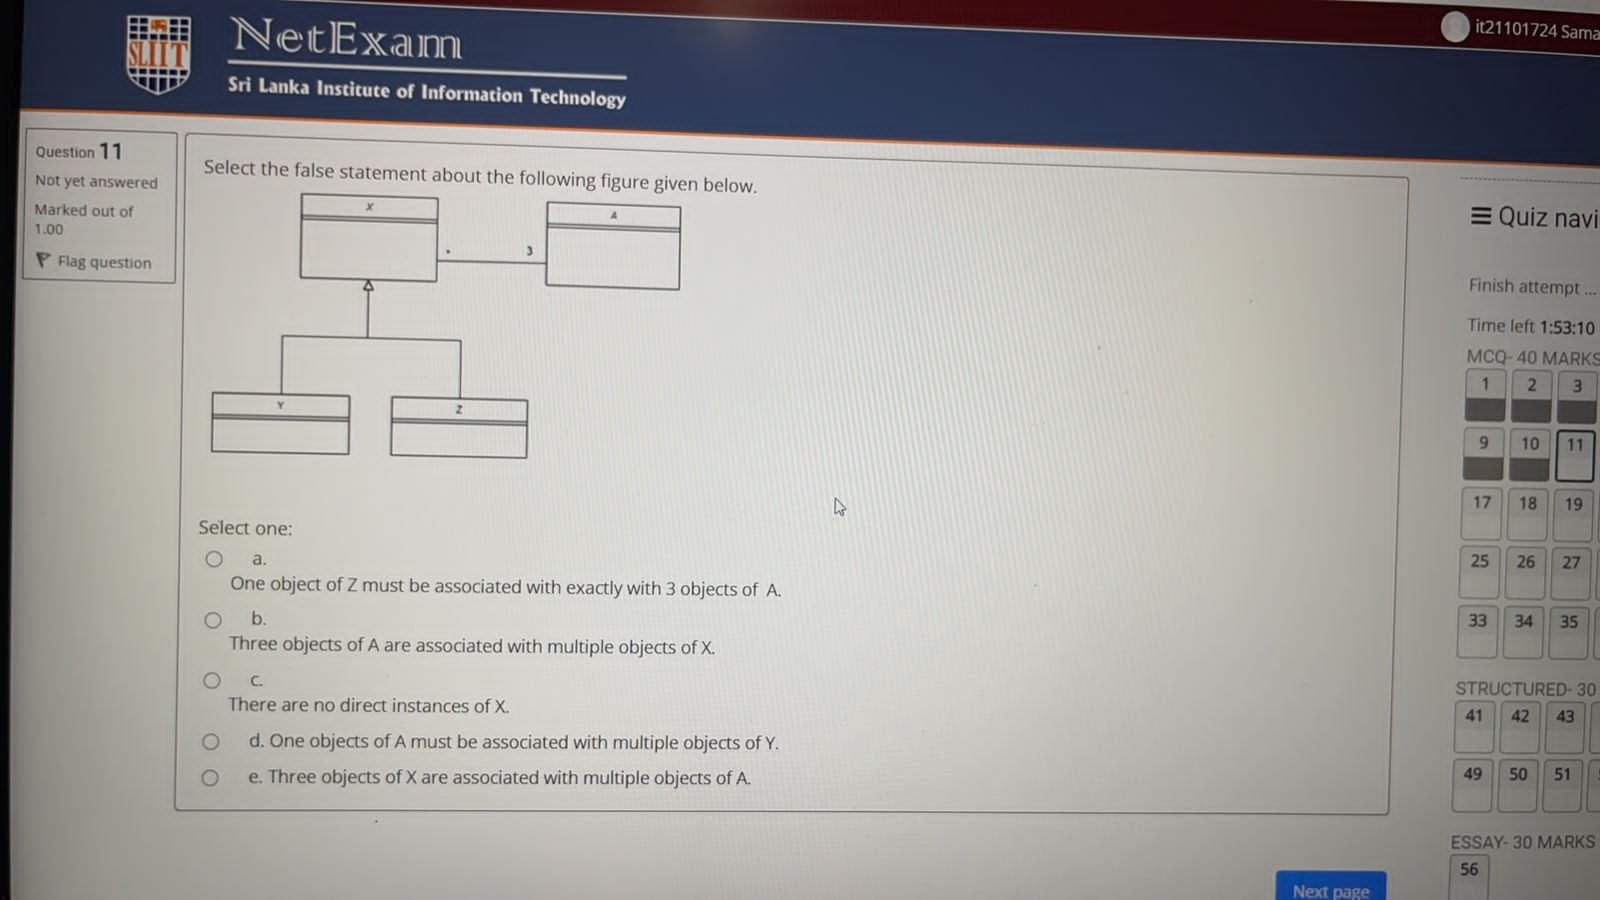 it21101724 Sama
SLIIT
NetExam
Sri Lanka Institute of Information Technology
Question 11
Not yet answered
Marked out of
1.00
Flag question
Select the false statement about the following figure given below.
X
A
*
3
Y
Z
Select one:
a.
One object of Z must be associated with exactly with 3 objects of A.
b.
Three objects of A are associated with multiple objects of X.
c.
There are no direct instances of X.
d. One objects of A must be associated with multiple objects of Y.
e. Three objects of X are associated with multiple objects of A.
Next page
Quiz navi
Finish attempt ...
Time left 1:53:10
MCQ- 40 MARKS
1 2 3
9 10 11
17 18 19
25 26 27
33 34 35
STRUCTURED- 30
41 42 43
49 50 51
ESSAY- 30 MARKS
56